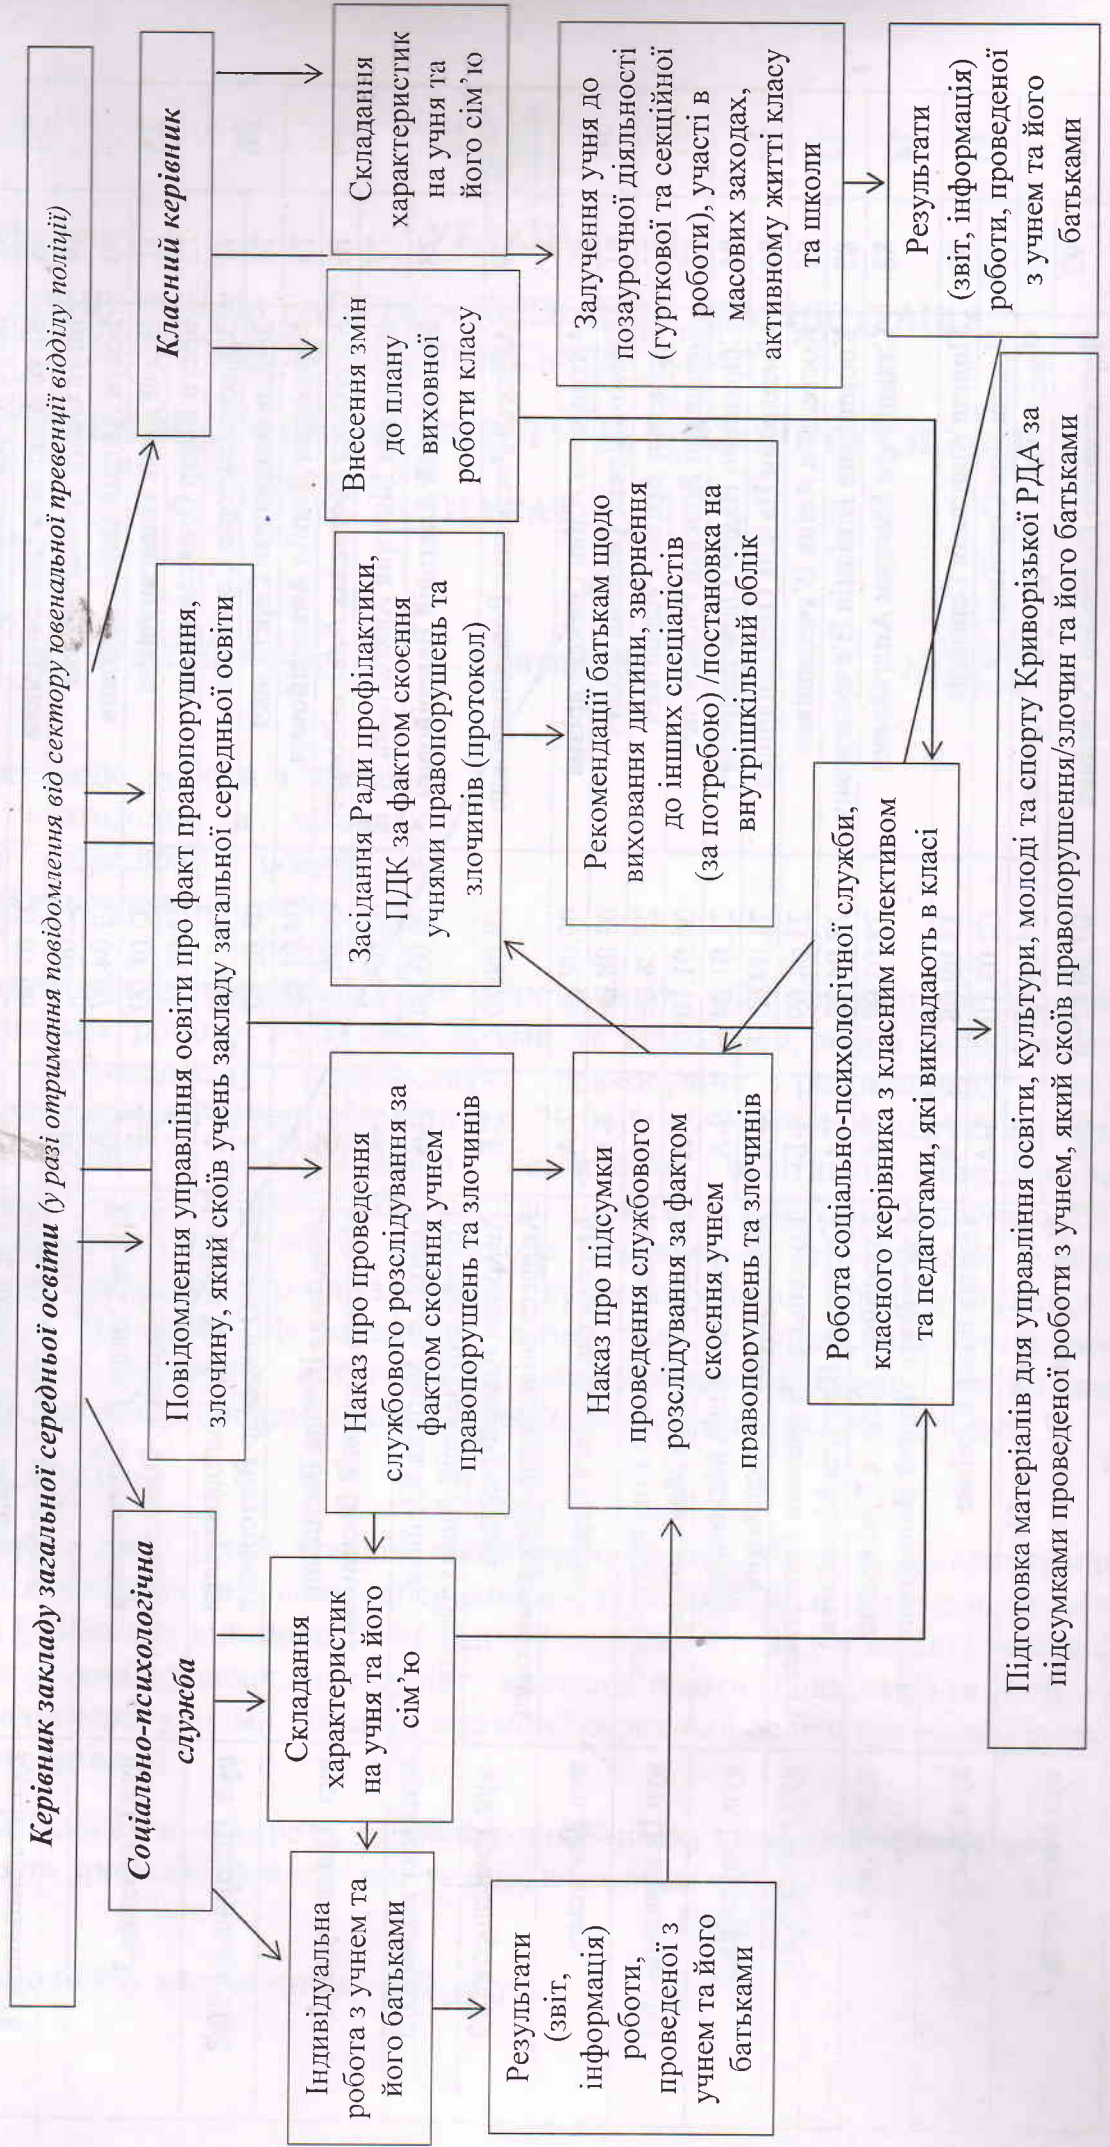 Керівник закладу загальної середньої освіти (у разі отримання повідомлення від сектору ювенальної превенції відділу поліції)
Соціально-психологічна
служба
Повідомлення управління освіти про факт правопорушення,
злочину, який скоїв учень закладу загальної середньої освіти
Класний керівник
Індивідуальна
робота з учнем та
його батьками
Складання
характеристик
на учня та його
сім’ю
Наказ про проведення
службового розслідування за
фактом скоєння учнем
правопорушень та злочинів
Засідання Ради профілактики,
ПДК за фактом скоєння
учнями правопорушень та
злочинів (протокол)
Внесення змін
до плану
виховної
роботи класу
Складання
характеристик
на учня та
його сім’ю
Результати
(звіт,
інформація)
роботи,
проведеної з
учнем та його
батьками
Наказ про підсумки
проведення службового
розслідування за фактом
скоєння учнем
правопорушень та злочинів
Рекомендації батькам щодо
виховання дитини, звернення
до інших спеціалістів
(за потребою) /постановка на
внутрішкільний облік
Залучення учня до
позаурочної діяльності
(гурткової та секційної
роботи), участі в
масових заходах,
активному житті класу
та школи
Робота соціально-психологічної служби,
класного керівника з класним колективом
та педагогами, які викладають в класі
Результати
(звіт, інформація)
роботи, проведеної
з учнем та його
батьками
Підготовка матеріалів для управління освіти, культури, молоді та спорту Криворізької РДА за
підсумками проведеної роботи з учнем, який скоїв правопорушення/злочин та його батьками